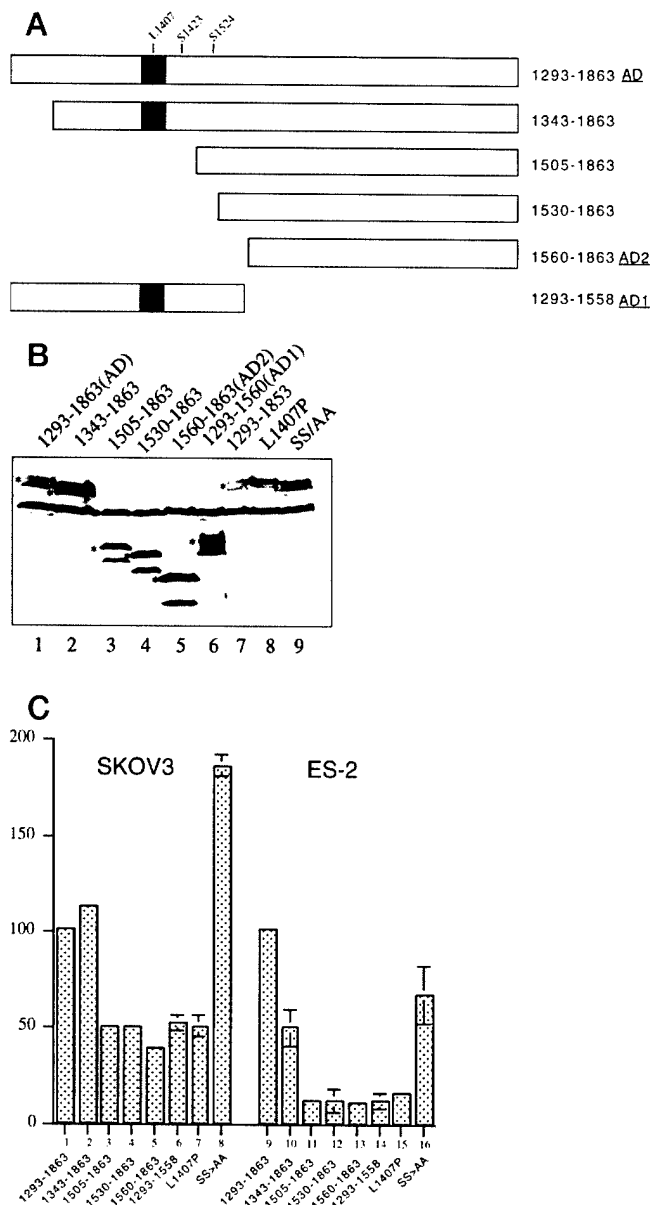 A
L1407 S1423 S1524
1293-1863 AD
1343-1863
1505-1863
1530-1863
1560-1863 AD2
1293-1558 AD1
B
1293-1863(AD)
1343-1863
1505-1863
1530-1863
1560-1863(AD2)
1293-1560(AD1)
1293-1853
L1407P
SS/AA
* * * * * * *
1 2 3 4 5 6 7 8 9
C
200
150
100
50
0
SKOV3 ES-2
1 2 3 4 5 6 7 8 9 10 11 12 13 14 15 16
1293-1863
1343-1863
1505-1863
1530-1863
1560-1863
1293-1558
L1407P
SS>AA
1293-1863
1343-1863
1505-1863
1530-1863
1560-1863
1293-1558
L1407P
SS>AA